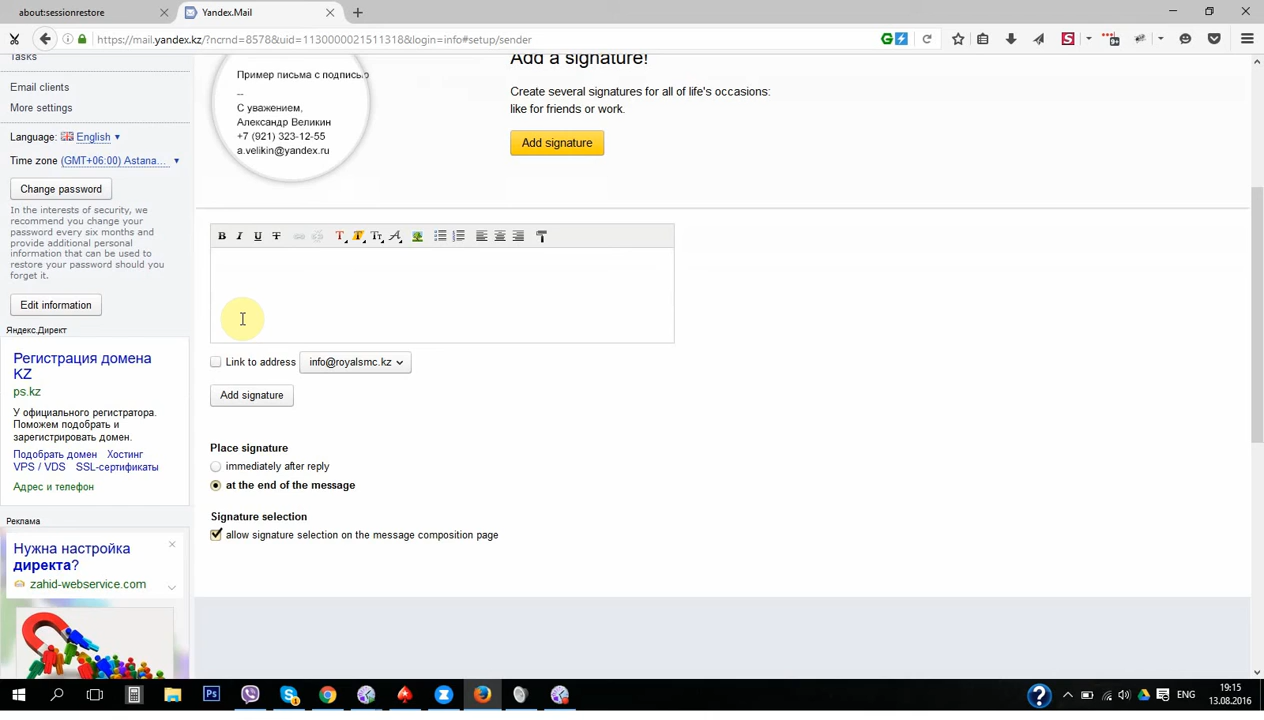 about:sessionrestore
Yandex.Mail
https://mail.yandex.kz/?ncrnd=8578&uid=1130000021511318&login=info#setup/sender
Tasks
Email clients
More settings
Language: English
Time zone (GMT+06:00) Astana...
Change password
In the interests of security, we
recommend you change your
password every six months and
provide additional personal
information that can be used to
restore your password should you
forget it.
Edit information
Яндекс.Директ
Регистрация домена
KZ
ps.kz
У официального регистратора.
Поможем подобрать и
зарегистрировать домен.
Подобрать домен Хостинг
VPS / VDS SSL-сертификаты
Адрес и телефон
Реклама
Нужна настройка
директа?
zahid-webservice.com
Пример письма с подписью
--
С уважением,
Александр Великин
+7 (921) 323-12-55
a.velikin@yandex.ru
Add a signature!
Create several signatures for all of life's occasions:
like for friends or work.
Add signature
Link to address info@royalsmc.kz
Add signature
Place signature
immediately after reply
at the end of the message
Signature selection
allow signature selection on the message composition page
ENG
19:15
13.08.2016